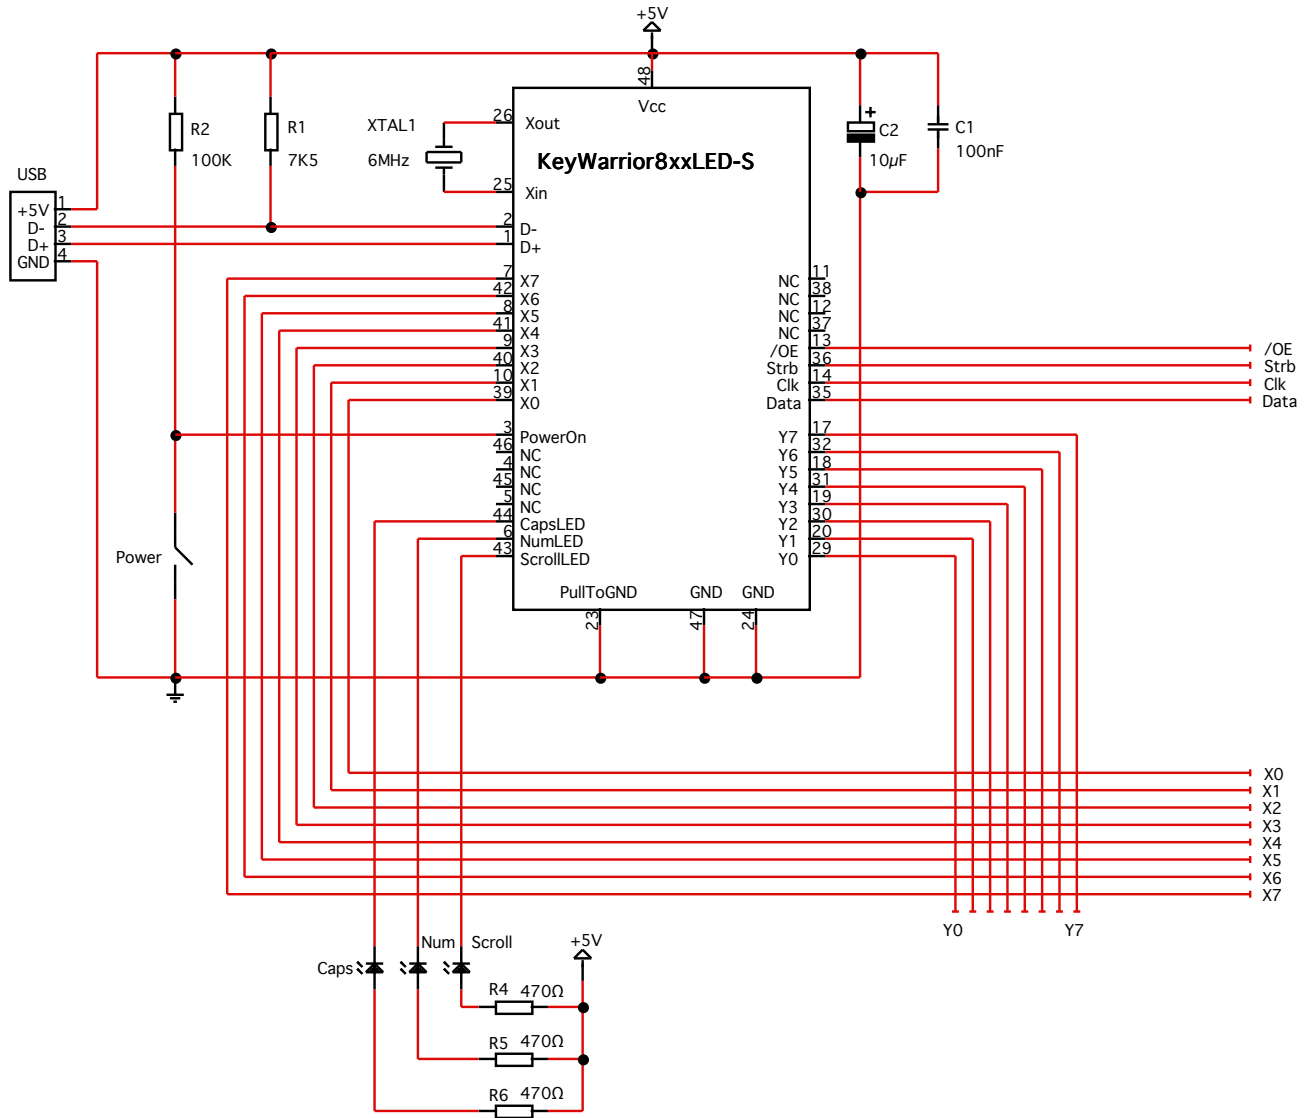 +5V
48
Vcc
R2
100K
R1
7K5
XTAL1
6MHz
26
Xout
KeyWarrior8xxLED-S
25
Xin
+
C2
10µF
C1
100nF
USB
+5V
1
D-
2
D+
3
GND
4
2
D-
1
D+
7
X7
42
X6
8
X5
41
X4
9
X3
40
X2
10
X1
39
X0
3
PowerOn
46
NC
4
NC
45
NC
5
NC
44
CapsLED
6
NumLED
43
ScrollLED
NC
11
NC
38
NC
12
NC
37
/OE
13
/OE
Strb
36
Strb
Clk
14
Clk
Data
35
Data
Y7
17
Y6
32
Y5
18
Y4
31
Y3
19
Y2
30
Y1
20
Y0
29
Power
PullToGND
GND
GND
23
47
24
X0
X1
X2
X3
X4
X5
X6
X7
Y0
Y7
Caps
Num
Scroll
+5V
R4 470Ω
R5 470Ω
R6 470Ω